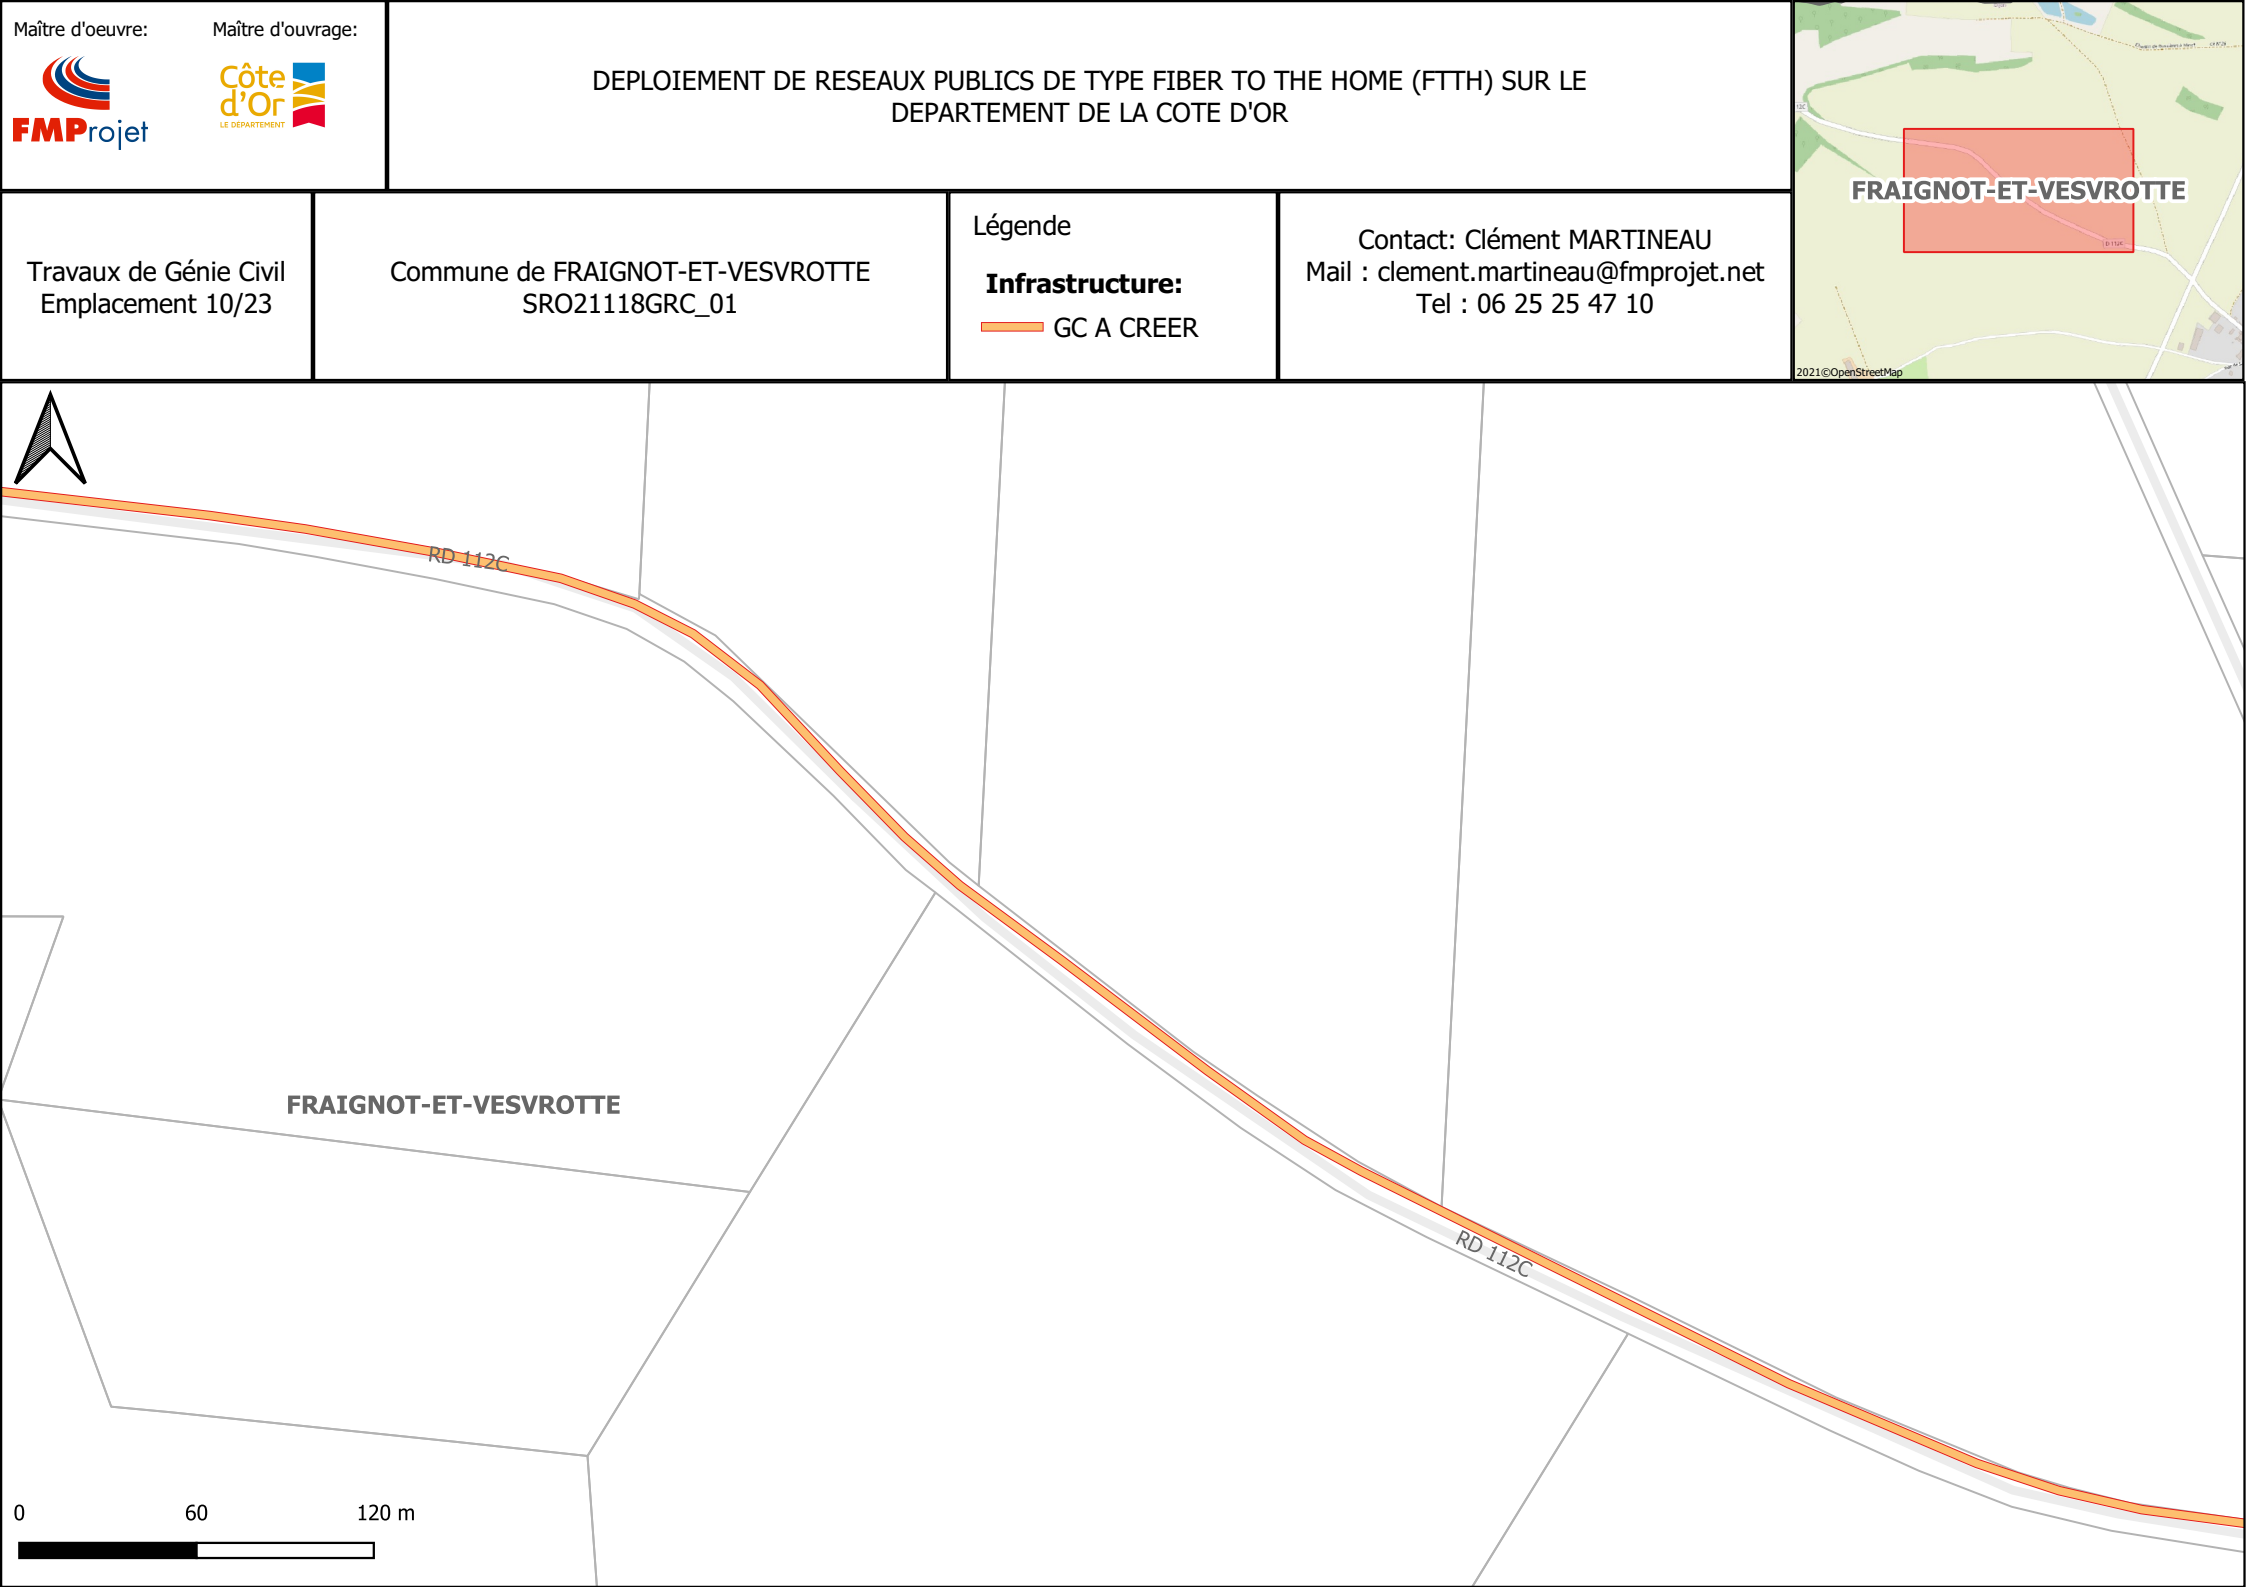 Maître d'oeuvre:
Maître d'ouvrage:
FMProjet
Côte
d'Or
LE DÉPARTEMENT
DEPLOIEMENT DE RESEAUX PUBLICS DE TYPE FIBER TO THE HOME (FTTH) SUR LE
DEPARTEMENT DE LA COTE D'OR
Travaux de Génie Civil
Emplacement 10/23
Commune de FRAIGNOT-ET-VESVROTTE
SRO21118GRC_01
Légende
Infrastructure:
GC A CREER
Contact: Clément MARTINEAU
Mail : clement.martineau@fmprojet.net
Tel : 06 25 25 47 10
FRAIGNOT-ET-VESVROTTE
D 112C
2021©OpenStreetMap
RD 112C
FRAIGNOT-ET-VESVROTTE
RD 112C
0 60 120 m